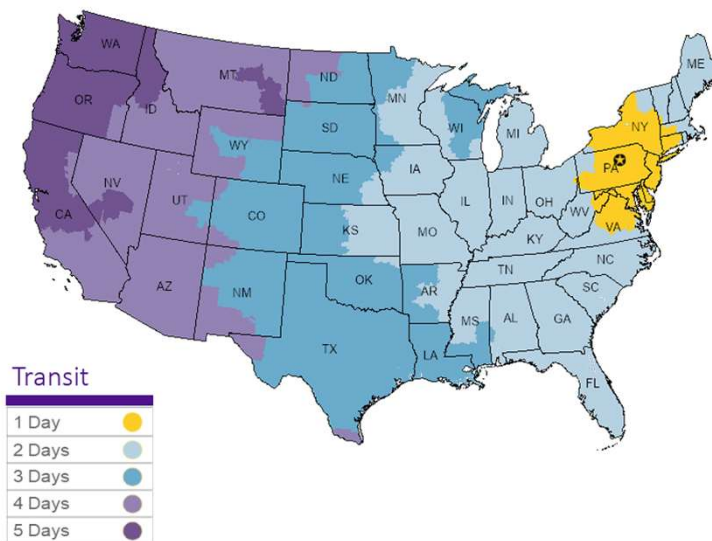 WA
MT
ND
MN
ME
OR
ID
SD
WI
MI
NY
WY
NE
IA
PA
NV
UT
CO
IL
IN
OH
WV
VA
CA
KS
MO
KY
AZ
NM
OK
AR
TN
NC
SC
TX
LA
MS
AL
GA
FL
Transit
1 Day
2 Days
3 Days
4 Days
5 Days